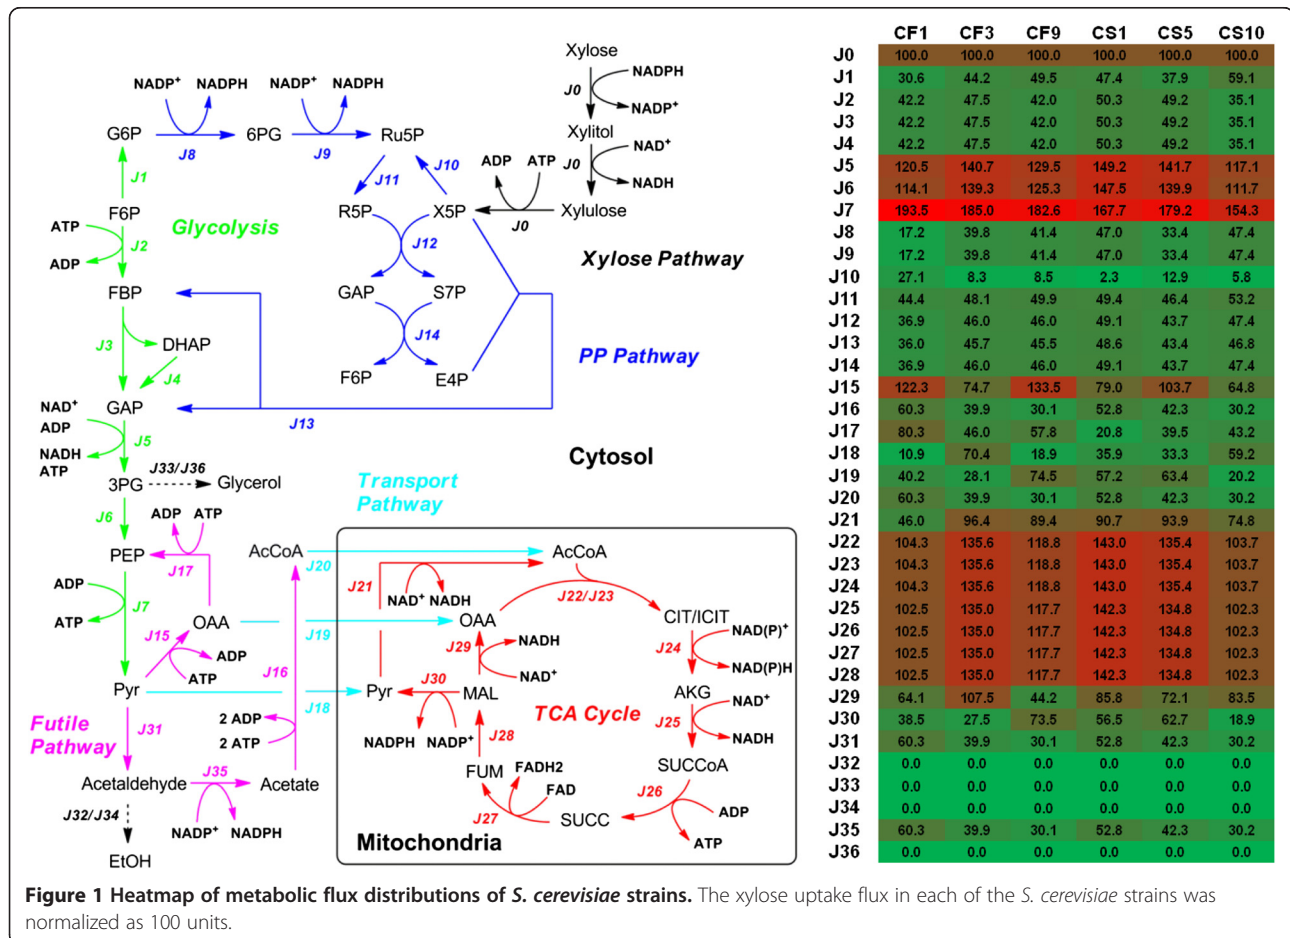 NADP⁺ NADPH NADP⁺ NADPH
G6P 6PG Ru5P
J8 J9
Xylose
NADPH
J0
NADP⁺
Xylitol
NAD⁺
J0
NADH
ADP ATP
Xylulose
J0
Xylose Pathway
J1
J10
J11
F6P
Glycolysis
R5P X5P
ATP
J2
ADP
J12
FBP
GAP S7P
J3
DHAP
J14
PP Pathway
J4
F6P E4P
GAP
J13
NAD⁺
ADP
J5
NADH
ATP
Cytosol
J33/J36
3PG Glycerol
Transport
Pathway
J6
ADP ATP
PEP
J17
AcCoA AcCoA
J20
J21
NAD⁺ NADH
J22/J23
ADP
J7
ATP
OAA OAA
J19
CIT/ICIT
J15
ADP
ATP
J16
J29
NADH
NAD⁺
J24
NAD(P)⁺
NAD(P)H
Pyr Pyr MAL
J18
J30
AKG
TCA Cycle
NADPH NADP⁺
J28
J25
NAD⁺
NADH
Futile
Pathway
J31
2 ADP
2 ATP
SUCCoA
Acetaldehyde Acetate
J35
FUM
FADH2
FAD
J26
ADP
J27
SUCC
ATP
J32/J34
NADP⁺ NADPH
Mitochondria
EtOH
CF1 CF3 CF9 CS1 CS5 CS10
J0 100.0 100.0 100.0 100.0 100.0 100.0
J1 30.6 44.2 49.5 47.4 37.9 59.1
J2 42.2 47.5 42.0 50.3 49.2 35.1
J3 42.2 47.5 42.0 50.3 49.2 35.1
J4 42.2 47.5 42.0 50.3 49.2 35.1
J5 120.5 140.7 129.5 149.2 141.7 117.1
J6 114.1 139.3 125.3 147.5 139.9 111.7
J7 193.5 185.0 182.6 167.7 179.2 154.3
J8 17.2 39.8 41.4 47.0 33.4 47.4
J9 17.2 39.8 41.4 47.0 33.4 47.4
J10 27.1 8.3 8.5 2.3 12.9 5.8
J11 44.4 48.1 49.9 49.4 46.4 53.2
J12 36.9 46.0 46.0 49.1 43.7 47.4
J13 36.0 45.7 45.5 48.6 43.4 46.8
J14 36.9 46.0 46.0 49.1 43.7 47.4
J15 122.3 74.7 133.5 79.0 103.7 64.8
J16 60.3 39.9 30.1 52.8 42.3 30.2
J17 80.3 46.0 57.8 20.8 39.5 43.2
J18 10.9 70.4 18.9 35.9 33.3 59.2
J19 40.2 28.1 74.5 57.2 63.4 20.2
J20 60.3 39.9 30.1 52.8 42.3 30.2
J21 46.0 96.4 89.4 90.7 93.9 74.8
J22 104.3 135.6 118.8 143.0 135.4 103.7
J23 104.3 135.6 118.8 143.0 135.4 103.7
J24 104.3 135.6 118.8 143.0 135.4 103.7
J25 102.5 135.0 117.7 142.3 134.8 102.3
J26 102.5 135.0 117.7 142.3 134.8 102.3
J27 102.5 135.0 117.7 142.3 134.8 102.3
J28 102.5 135.0 117.7 142.3 134.8 102.3
J29 64.1 107.5 44.2 85.8 72.1 83.5
J30 38.5 27.5 73.5 56.5 62.7 18.9
J31 60.3 39.9 30.1 52.8 42.3 30.2
J32 0.0 0.0 0.0 0.0 0.0 0.0
J33 0.0 0.0 0.0 0.0 0.0 0.0
J34 0.0 0.0 0.0 0.0 0.0 0.0
J35 60.3 39.9 30.1 52.8 42.3 30.2
J36 0.0 0.0 0.0 0.0 0.0 0.0
Figure 1 Heatmap of metabolic flux distributions of S. cerevisiae strains. The xylose uptake flux in each of the S. cerevisiae strains was
normalized as 100 units.